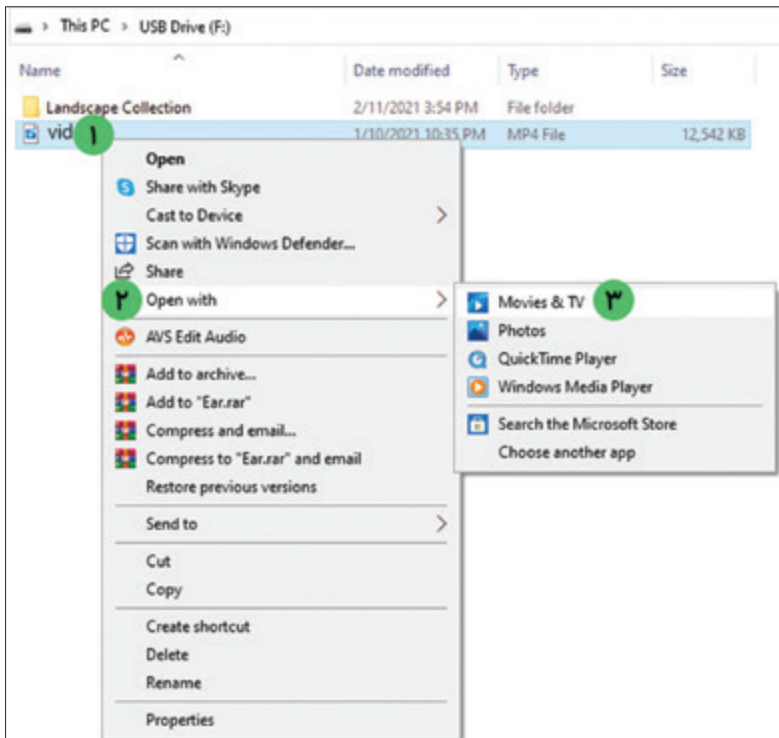 This PC > USB Drive (F:)
Name Date modified Type Size
Landscape Collection 2/11/2021 3:54 PM File folder
vid ۱ 1/10/2021 10:35 PM MP4 File 12,542 KB
Open
Share with Skype
Cast to Device >
Scan with Windows Defender...
Share
۲ Open with >
AVS Edit Audio
Add to archive...
Add to "Ear.rar"
Compress and email...
Compress to "Ear.rar" and email
Restore previous versions
Send to >
Cut
Copy
Create shortcut
Delete
Rename
Properties
Movies & TV ۳
Photos
QuickTime Player
Windows Media Player
Search the Microsoft Store
Choose another app